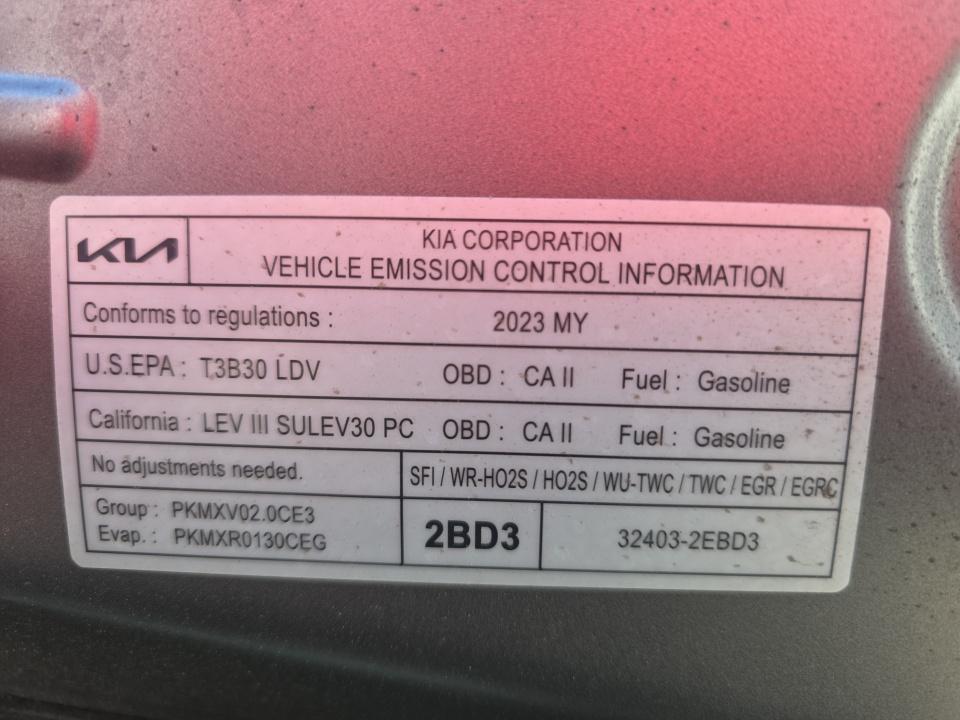 KIA
KIA CORPORATION
VEHICLE EMISSION CONTROL INFORMATION
Conforms to regulations : 2023 MY
U.S.EPA : T3B30 LDV OBD : CA II Fuel : Gasoline
California : LEV III SULEV30 PC OBD : CA II Fuel : Gasoline
No adjustments needed.
SFI / WR-HO2S / HO2S / WU-TWC / TWC / EGR / EGRC
Group : PKMXV02.0CE3
Evap. : PKMXR0130CEG
2BD3
32403-2EBD3